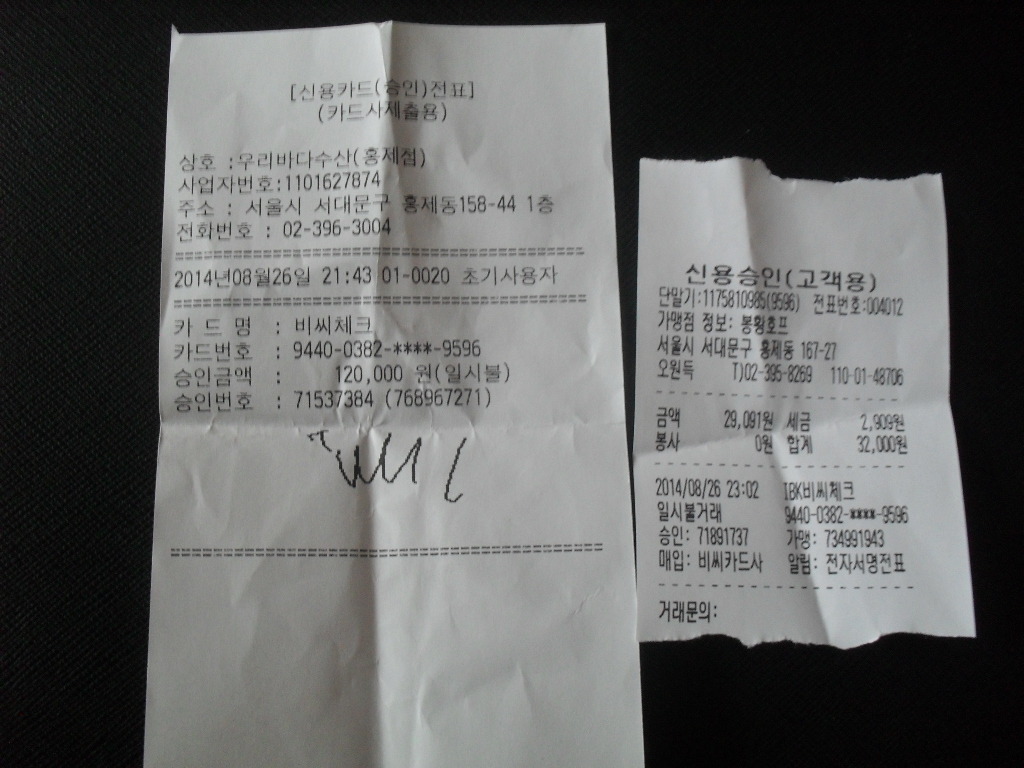 [신용카드(승인)전표]
(카드사제출용)
상호 :우리바다수산(홍제점)
사업자번호:1101627874
주소 : 서울시 서대문구 홍제동158-44 1층
전화번호 : 02-396-3004
2014년08월26일 21:43 01-0020 초기사용자
카 드 명 : 비씨체크
카드번호 : 9440-0382-****-9596
승인금액 : 120,000 원(일시불)
승인번호 : 71537384 (768967271)
신용승인(고객용)
단말기:1175810985(9596) 전표번호:004012
가맹점 정보: 봉황호프
서울시 서대문구 홍제동 167-27
오원득 T)02-395-8269 110-01-48706
금액 29,091원 세금 2,909원
봉사 0원 합계 32,000원
2014/08/26 23:02 IBK비씨체크
일시불거래 9440-0382-****-9596
승인: 71891737 가맹: 734991943
매입: 비씨카드사 알림: 전자서명전표
거래문의: